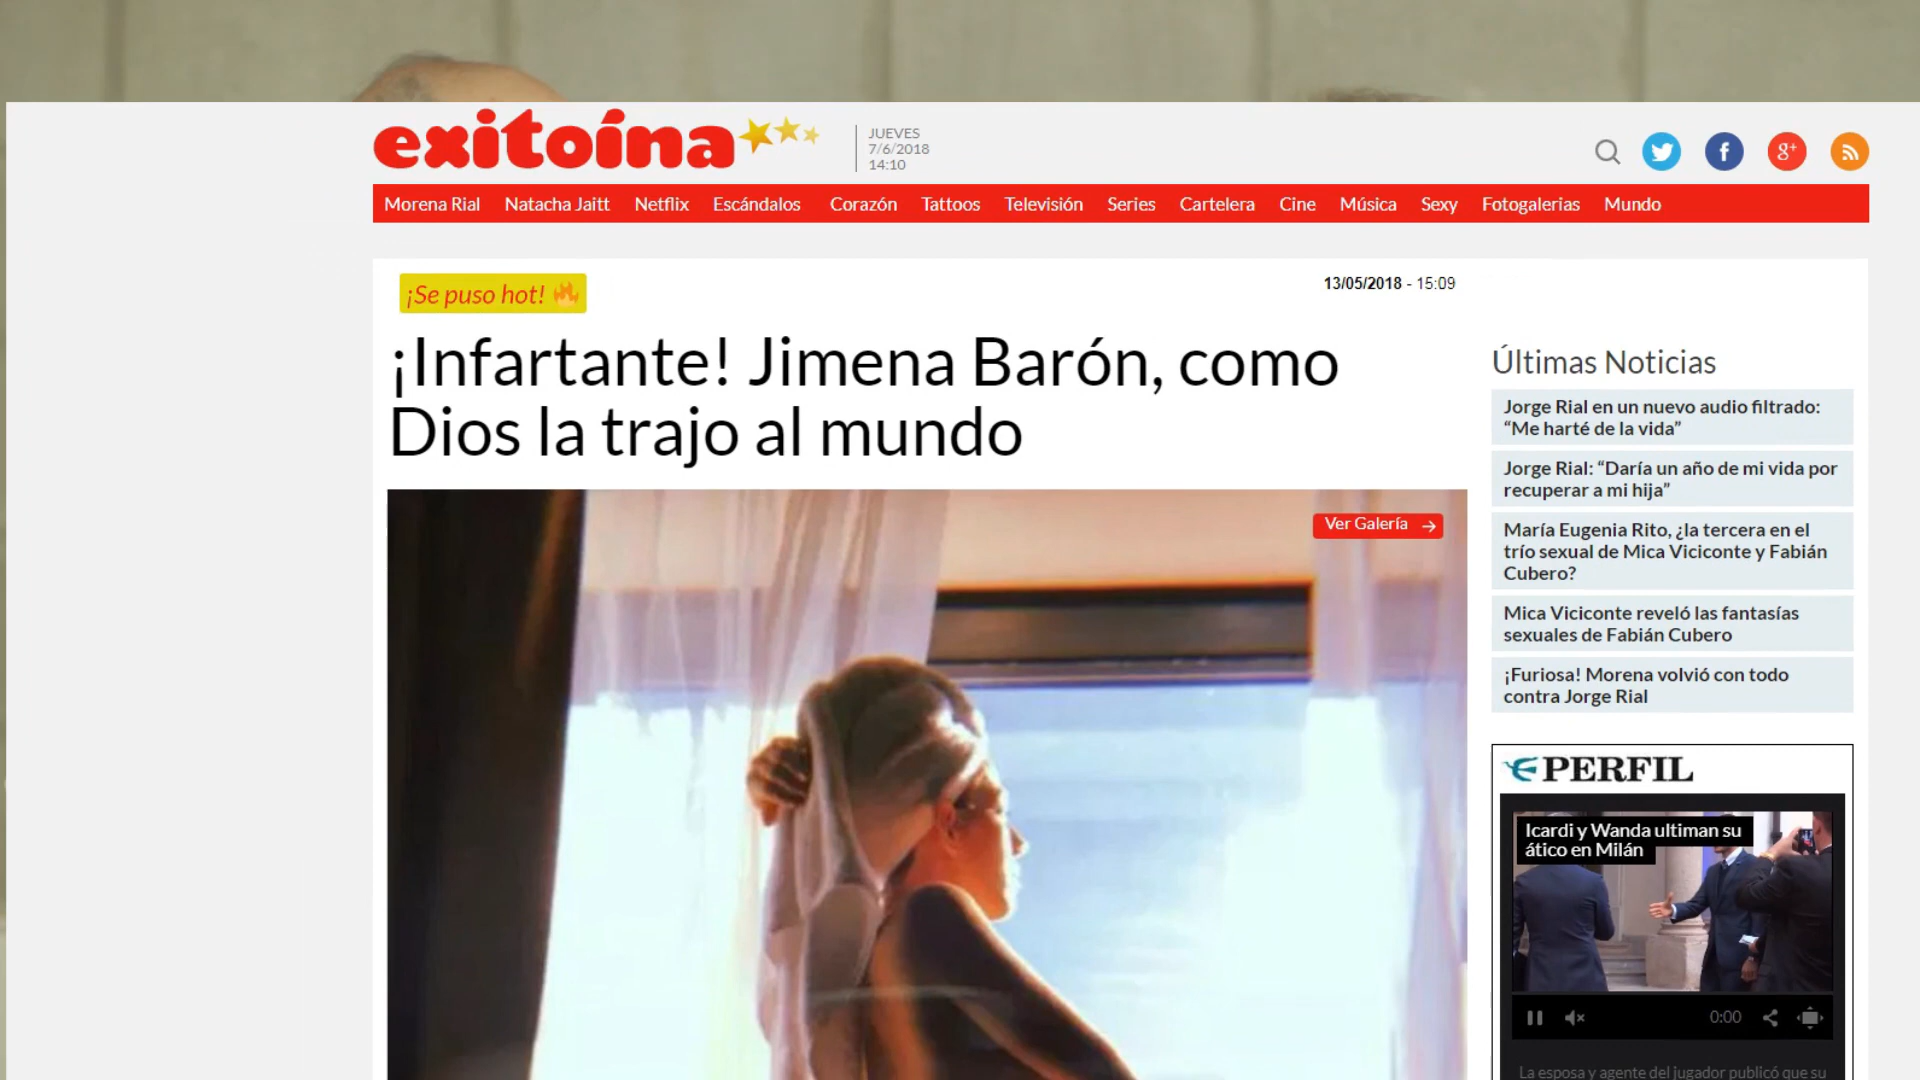 exitoína
JUEVES
7/6/2018
14:10
f
g+
Morena Rial Natacha Jaitt Netflix Escándalos Corazón Tattoos Televisión Series Cartelera Cine Música Sexy Fotogalerias Mundo
¡Se puso hot!
13/05/2018 - 15:09
¡Infartante! Jimena Barón, como
Dios la trajo al mundo
Ver Galería
Últimas Noticias
Jorge Rial en un nuevo audio filtrado:
“Me harté de la vida”
Jorge Rial: “Daría un año de mi vida por
recuperar a mi hija”
María Eugenia Rito, ¿la tercera en el
trío sexual de Mica Viciconte y Fabián
Cubero?
Mica Viciconte reveló las fantasías
sexuales de Fabián Cubero
¡Furiosa! Morena volvió con todo
contra Jorge Rial
PERFIL
Icardi y Wanda ultiman su
ático en Milán
0:00
La esposa y agente del jugador publicó que su